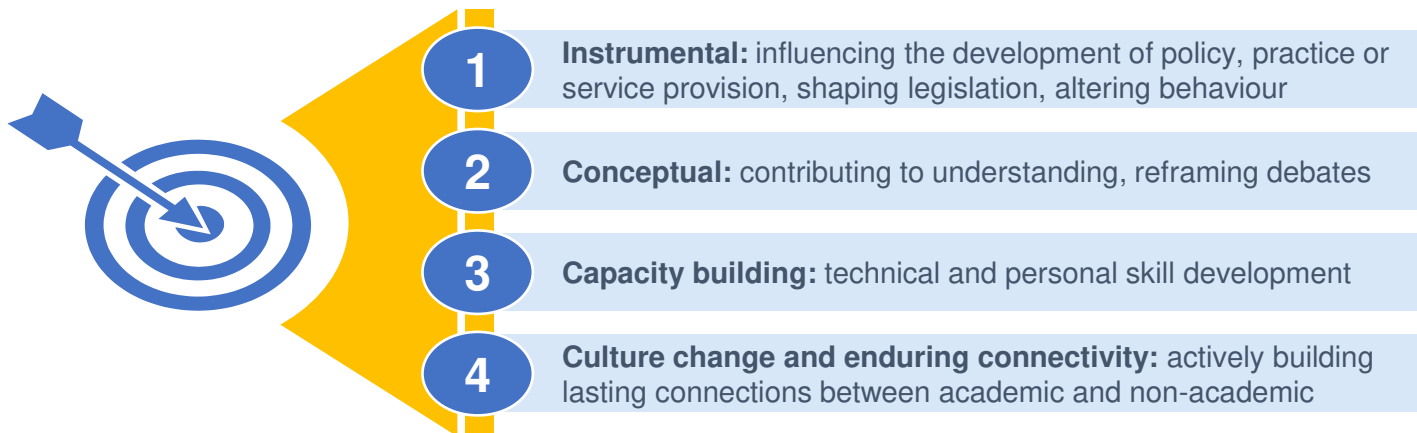 1
Instrumental: influencing the development of policy, practice or
service provision, shaping legislation, altering behaviour
2
Conceptual: contributing to understanding, reframing debates
3
Capacity building: technical and personal skill development
4
Culture change and enduring connectivity: actively building
lasting connections between academic and non-academic